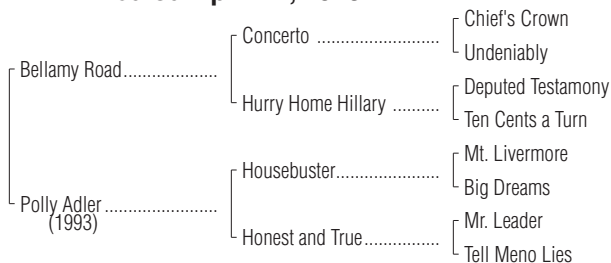 Concerto ..........................
Chief's Crown
Undeniably
Bellamy Road....................
Hurry Home Hillary ..........
Deputed Testamony
Ten Cents a Turn
Housebuster......................
Mt. Livermore
Big Dreams
Polly Adler ........................
(1993)
Honest and True................
Mr. Leader
Tell Meno Lies